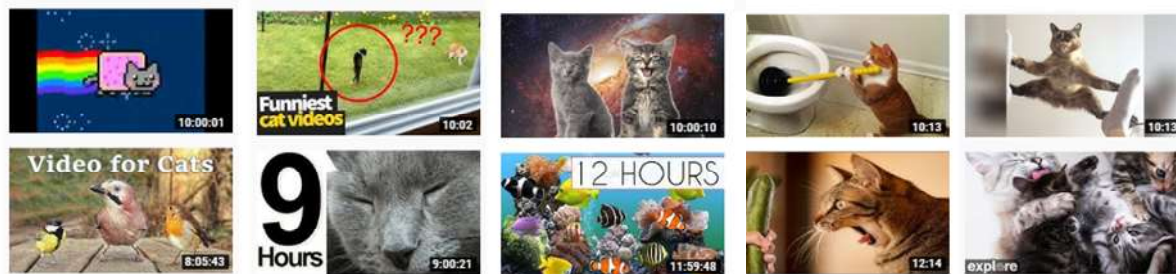 10:00:01
???
Funniest
cat videos
10:02
10:00:10
10:13
10:13
Video for Cats
8:05:43
9
Hours
9:00:21
12 HOURS
11:59:48
12:14
explore